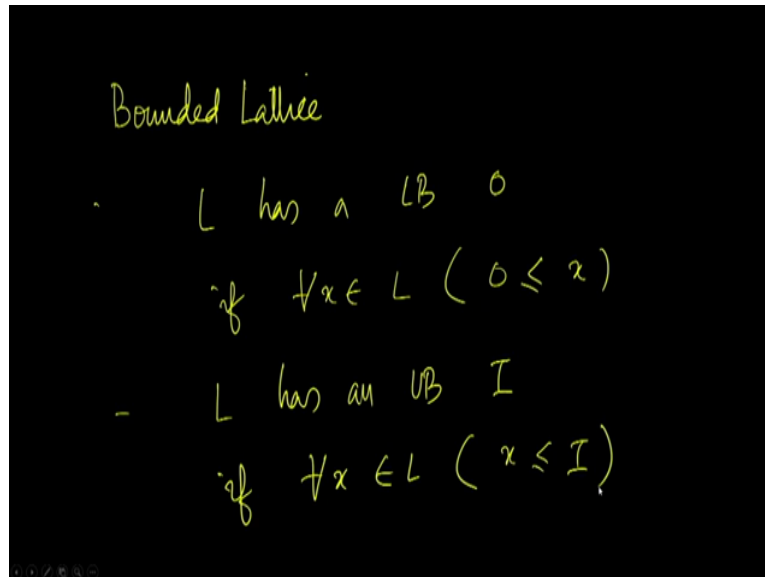 Bounded Lattice
· L has a LB 0
if ∀x ∈ L ( 0 ≤ x )
- L has an UB I
if ∀x ∈ L ( x ≤ I )